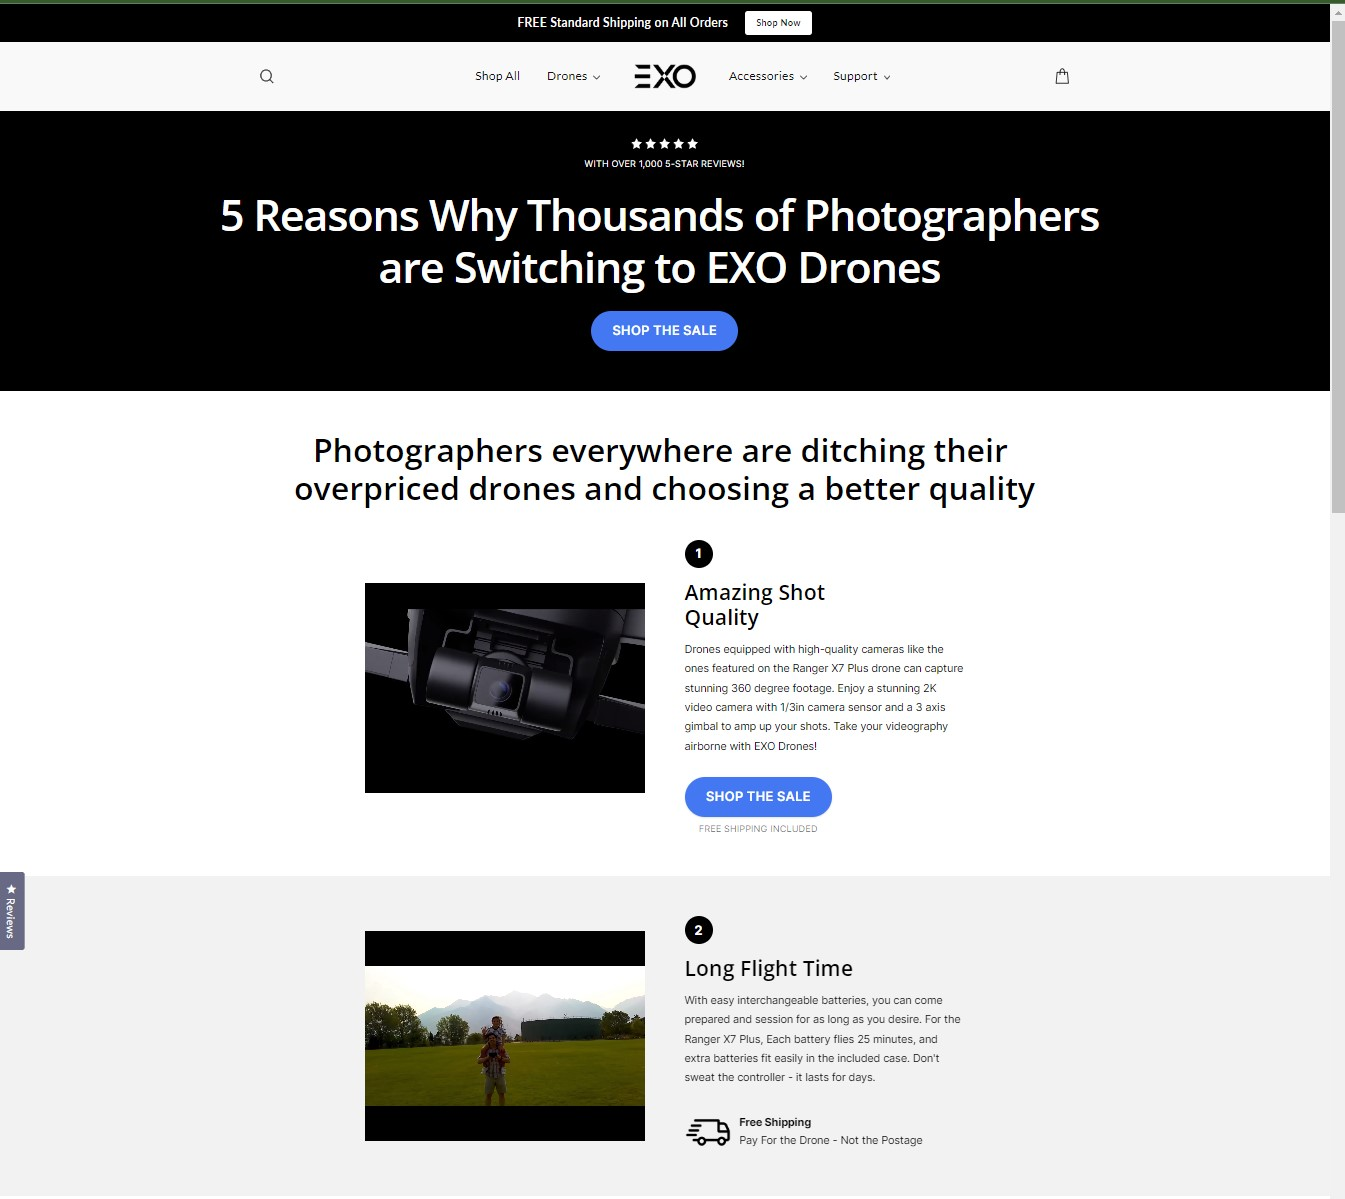 FREE Standard Shipping on All Orders
Shop Now
Shop All
Drones
EXO
Accessories
Support
WITH OVER 1,000 5-STAR REVIEWS!
5 Reasons Why Thousands of Photographers
are Switching to EXO Drones
SHOP THE SALE
Photographers everywhere are ditching their
overpriced drones and choosing a better quality
1
Amazing Shot
Quality
Drones equipped with high-quality cameras like the
ones featured on the Ranger X7 Plus drone can capture
stunning 360 degree footage. Enjoy a stunning 2K
video camera with 1/3in camera sensor and a 3 axis
gimbal to amp up your shots. Take your videography
airborne with EXO Drones!
SHOP THE SALE
FREE SHIPPING INCLUDED
Reviews
2
Long Flight Time
With easy interchangeable batteries, you can come
prepared and session for as long as you desire. For the
Ranger X7 Plus, Each battery flies 25 minutes, and
extra batteries fit easily in the included case. Don't
sweat the controller - it lasts for days.
Free Shipping
Pay For the Drone - Not the Postage